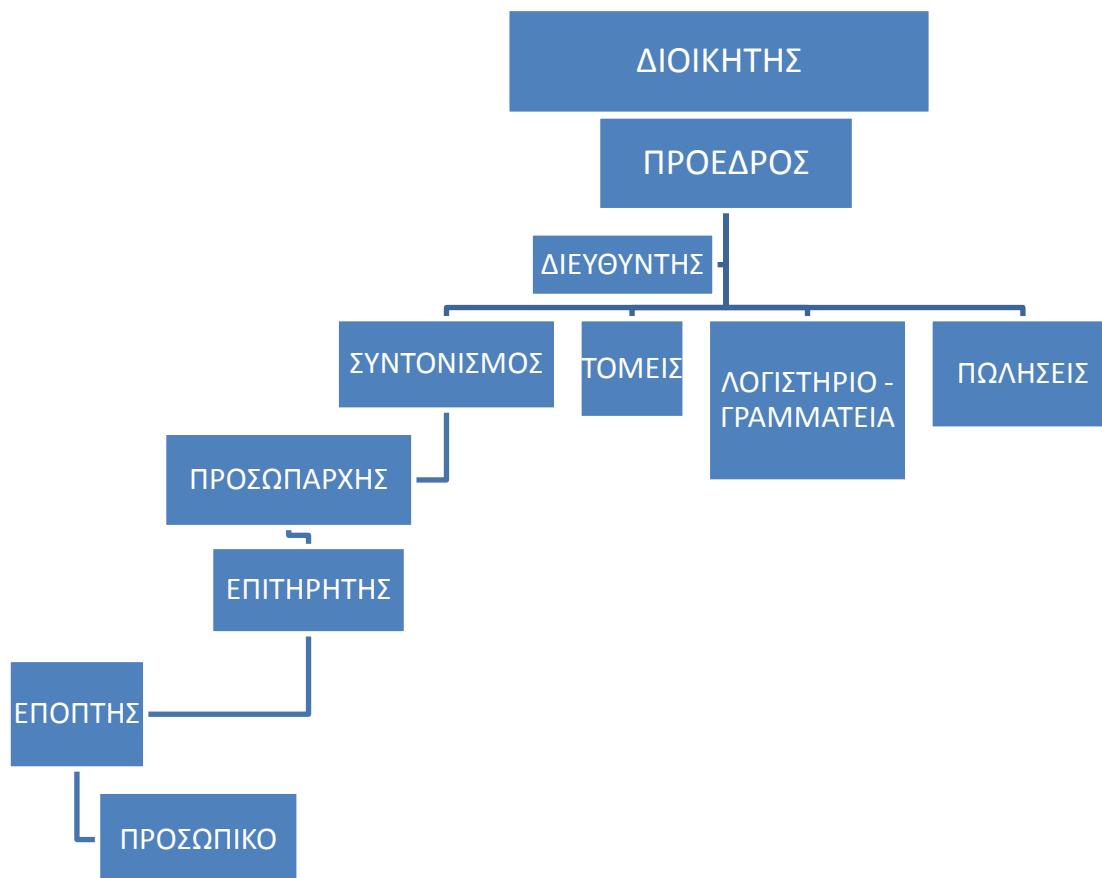 ΔΙΟΙΚΗΤΗΣ
ΠΡΟΕΔΡΟΣ
ΔΙΕΥΘΥΝΤΗΣ
ΣΥΝΤΟΝΙΣΜΟΣ
ΤΟΜΕΙΣ
ΛΟΓΙΣΤΗΡΙΟ -
ΓΡΑΜΜΑΤΕΙΑ
ΠΩΛΗΣΕΙΣ
ΠΡΟΣΩΠΑΡΧΗΣ
ΕΠΙΤΗΡΗΤΗΣ
ΕΠΟΠΤΗΣ
ΠΡΟΣΩΠΙΚΟ